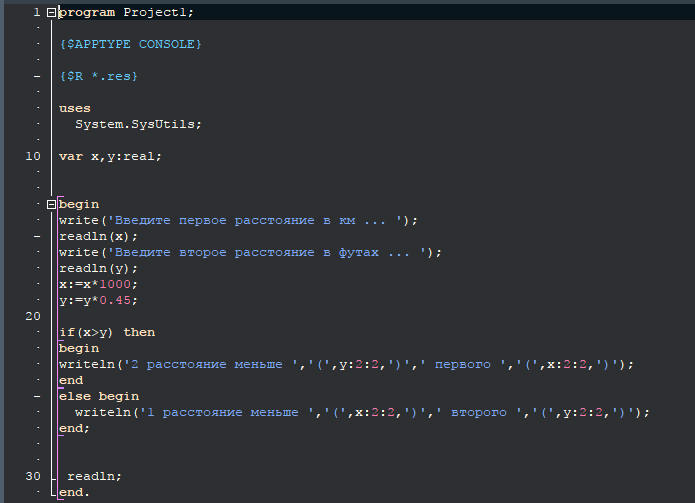 1 program Project1;
{$APPTYPE CONSOLE}
{$R *.res}
uses
System.SysUtils;
10 var x,y:real;
begin
write('Введите первое расстояние в км ... ');
readln(x);
write('Введите второе расстояние в футах ... ');
readln(y);
x:=x*1000;
y:=y*0.45;
20
if(x>y) then
begin
writeln('2 расстояние меньше ','(',y:2:2,')',' первого ','(',x:2:2,')');
end
else begin
writeln('1 расстояние меньше ','(',x:2:2,')',' второго ','(',y:2:2,')');
end;
30 readln;
end.